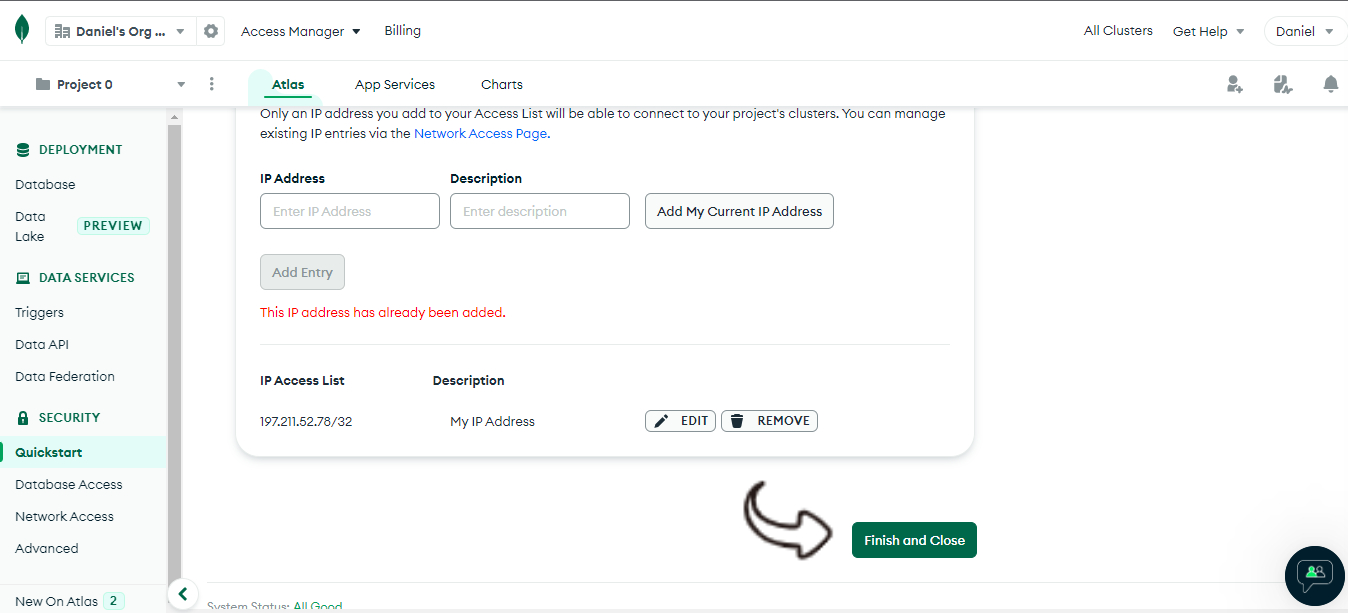 Daniel's Org ...
Access Manager
Billing
All Clusters
Get Help
Daniel
Project 0
Atlas
App Services
Charts
DEPLOYMENT
Database
Data
Lake
PREVIEW
DATA SERVICES
Triggers
Data API
Data Federation
SECURITY
Quickstart
Database Access
Network Access
Advanced
New On Atlas 2
Only an IP address you add to your Access List will be able to connect to your project's clusters. You can manage
existing IP entries via the Network Access Page.
IP Address
Description
Enter IP Address
Enter description
Add My Current IP Address
Add Entry
This IP address has already been added.
IP Access List
Description
197.211.52.78/32
My IP Address
EDIT
REMOVE
Finish and Close
System Status: All Good